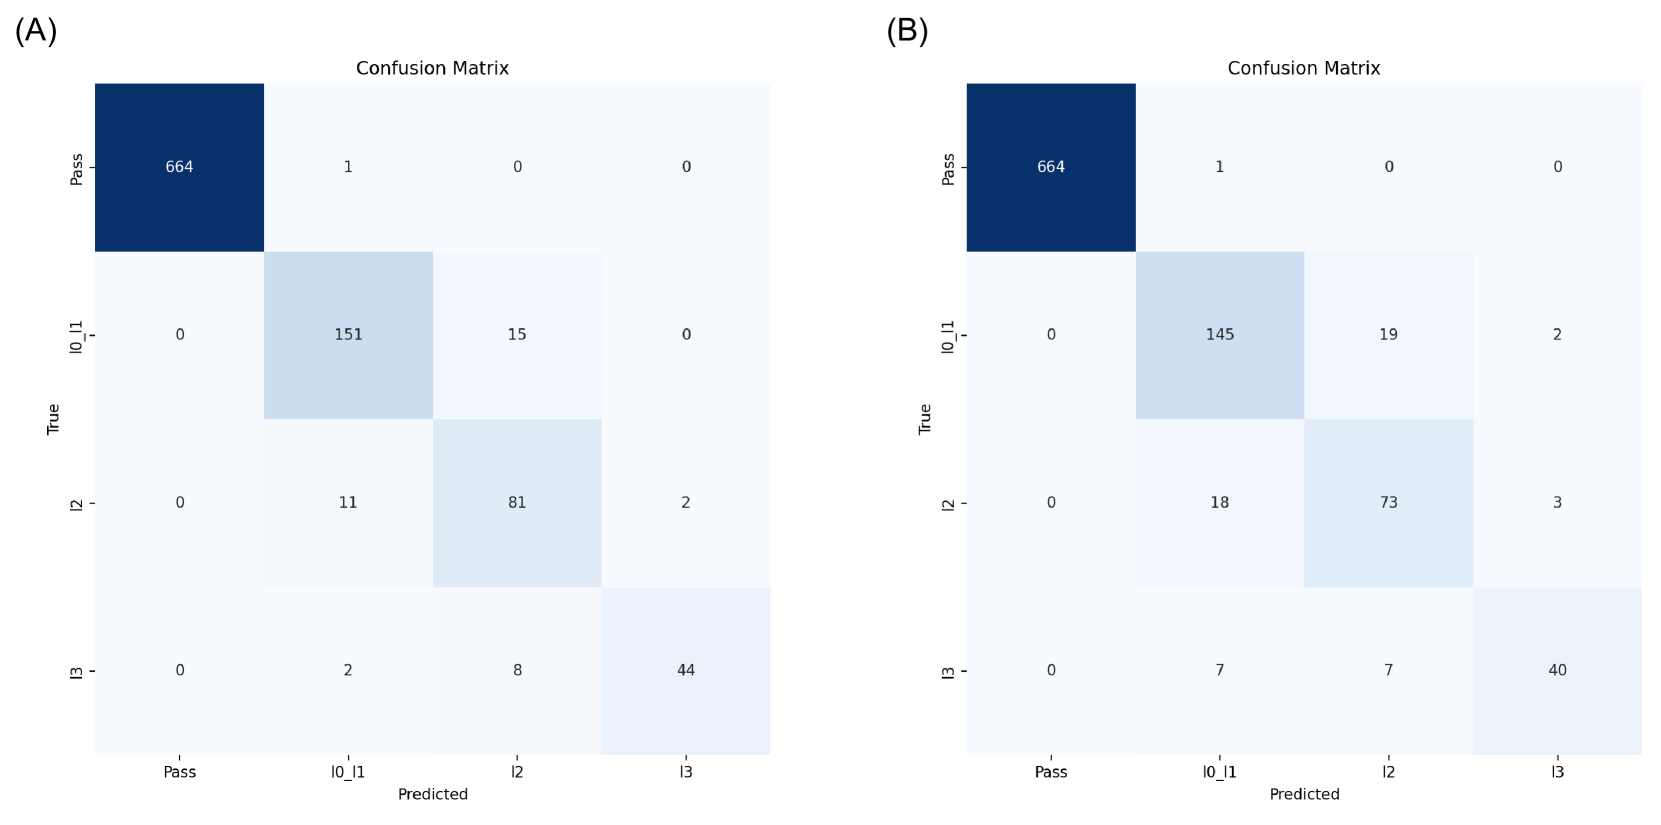 (A)
Confusion Matrix
True
Pass
664 1 0 0
I0_I1
0 151 15 0
I2
0 11 81 2
I3
0 2 8 44
Pass I0_I1 I2 I3
Predicted
(B)
Confusion Matrix
True
Pass
664 1 0 0
I0_I1
0 145 19 2
I2
0 18 73 3
I3
0 7 7 40
Pass I0_I1 I2 I3
Predicted